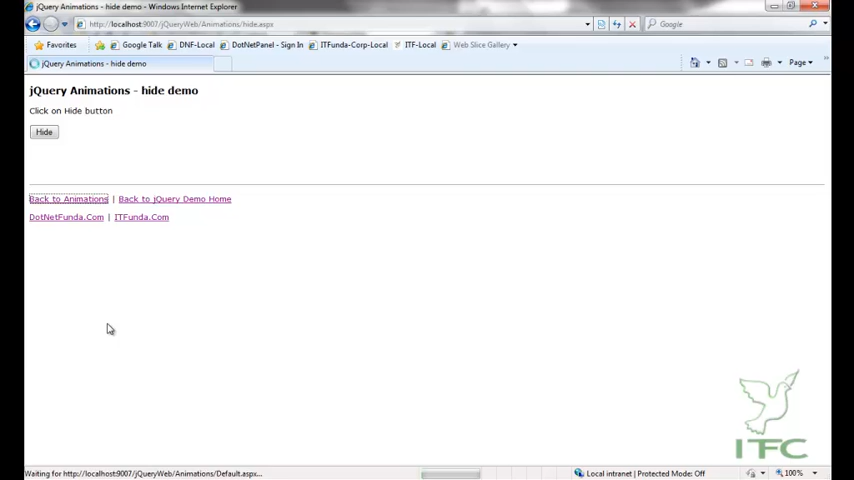 jQuery Animations - hide demo - Windows Internet Explorer
http://localhost:9007/jQueryWeb/Animations/hide.aspx Google
Favorites Google Talk DNF-Local DotNetPanel - Sign In ITFunda-Corp-Local ITF-Local Web Slice Gallery
jQuery Animations - hide demo Page
jQuery Animations - hide demo
Click on Hide button
Hide
Back to Animations | Back to jQuery Demo Home
DotNetFunda.Com | ITFunda.Com
ITFC
Waiting for http://localhost:9007/jQueryWeb/Animations/Default.aspx... Local intranet | Protected Mode: Off 100%